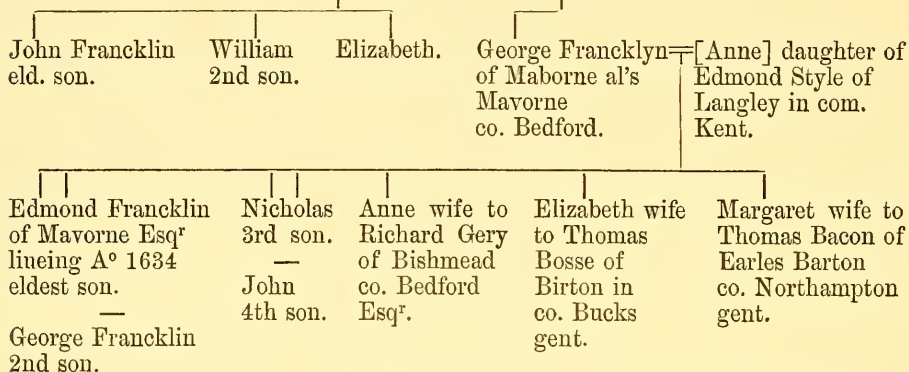 John Francklin
eld. son.
William
2nd son.
Elizabeth.
George Francklyn
of Maborne al's
Mavorne
co. Bedford.
[Anne] daughter of
Edmond Style of
Langley in com.
Kent.
Edmond Francklin
of Mavorne Esqʳ
liueing Aº 1634
eldest son.
—
George Francklin
2nd son.
Nicholas
3rd son.
—
John
4th son.
Anne wife to
Richard Gery
of Bishmead
co. Bedford
Esqʳ.
Elizabeth wife
to Thomas
Bosse of
Birton in
co. Bucks
gent.
Margaret wife to
Thomas Bacon of
Earles Barton
co. Northampton
gent.